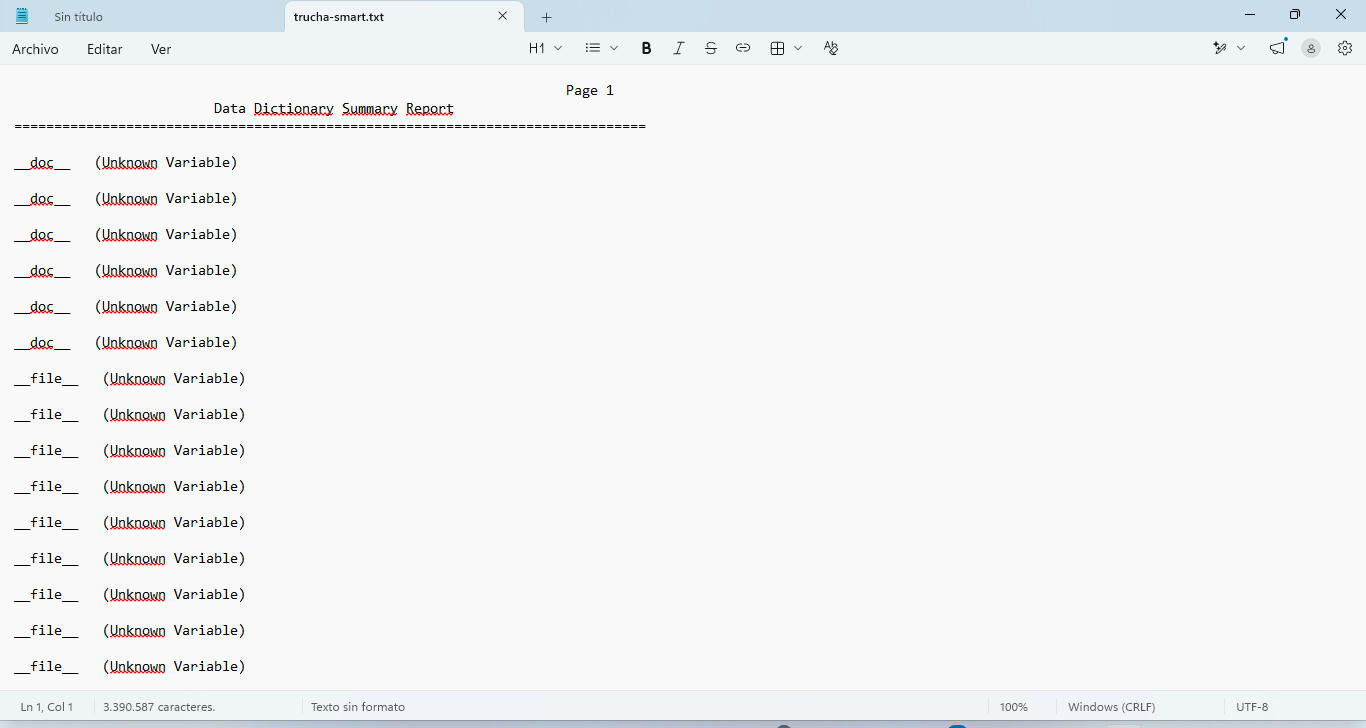 Sin título
trucha-smart.txt
Archivo Editar Ver H1 B I S
Page 1
Data Dictionary Summary Report
===============================================================================
__doc__   (Unknown Variable)
__doc__   (Unknown Variable)
__doc__   (Unknown Variable)
__doc__   (Unknown Variable)
__doc__   (Unknown Variable)
__doc__   (Unknown Variable)
__file__   (Unknown Variable)
__file__   (Unknown Variable)
__file__   (Unknown Variable)
__file__   (Unknown Variable)
__file__   (Unknown Variable)
__file__   (Unknown Variable)
__file__   (Unknown Variable)
__file__   (Unknown Variable)
__file__   (Unknown Variable)
Ln 1, Col 1 3.390.587 caracteres. Texto sin formato 100% Windows (CRLF) UTF-8